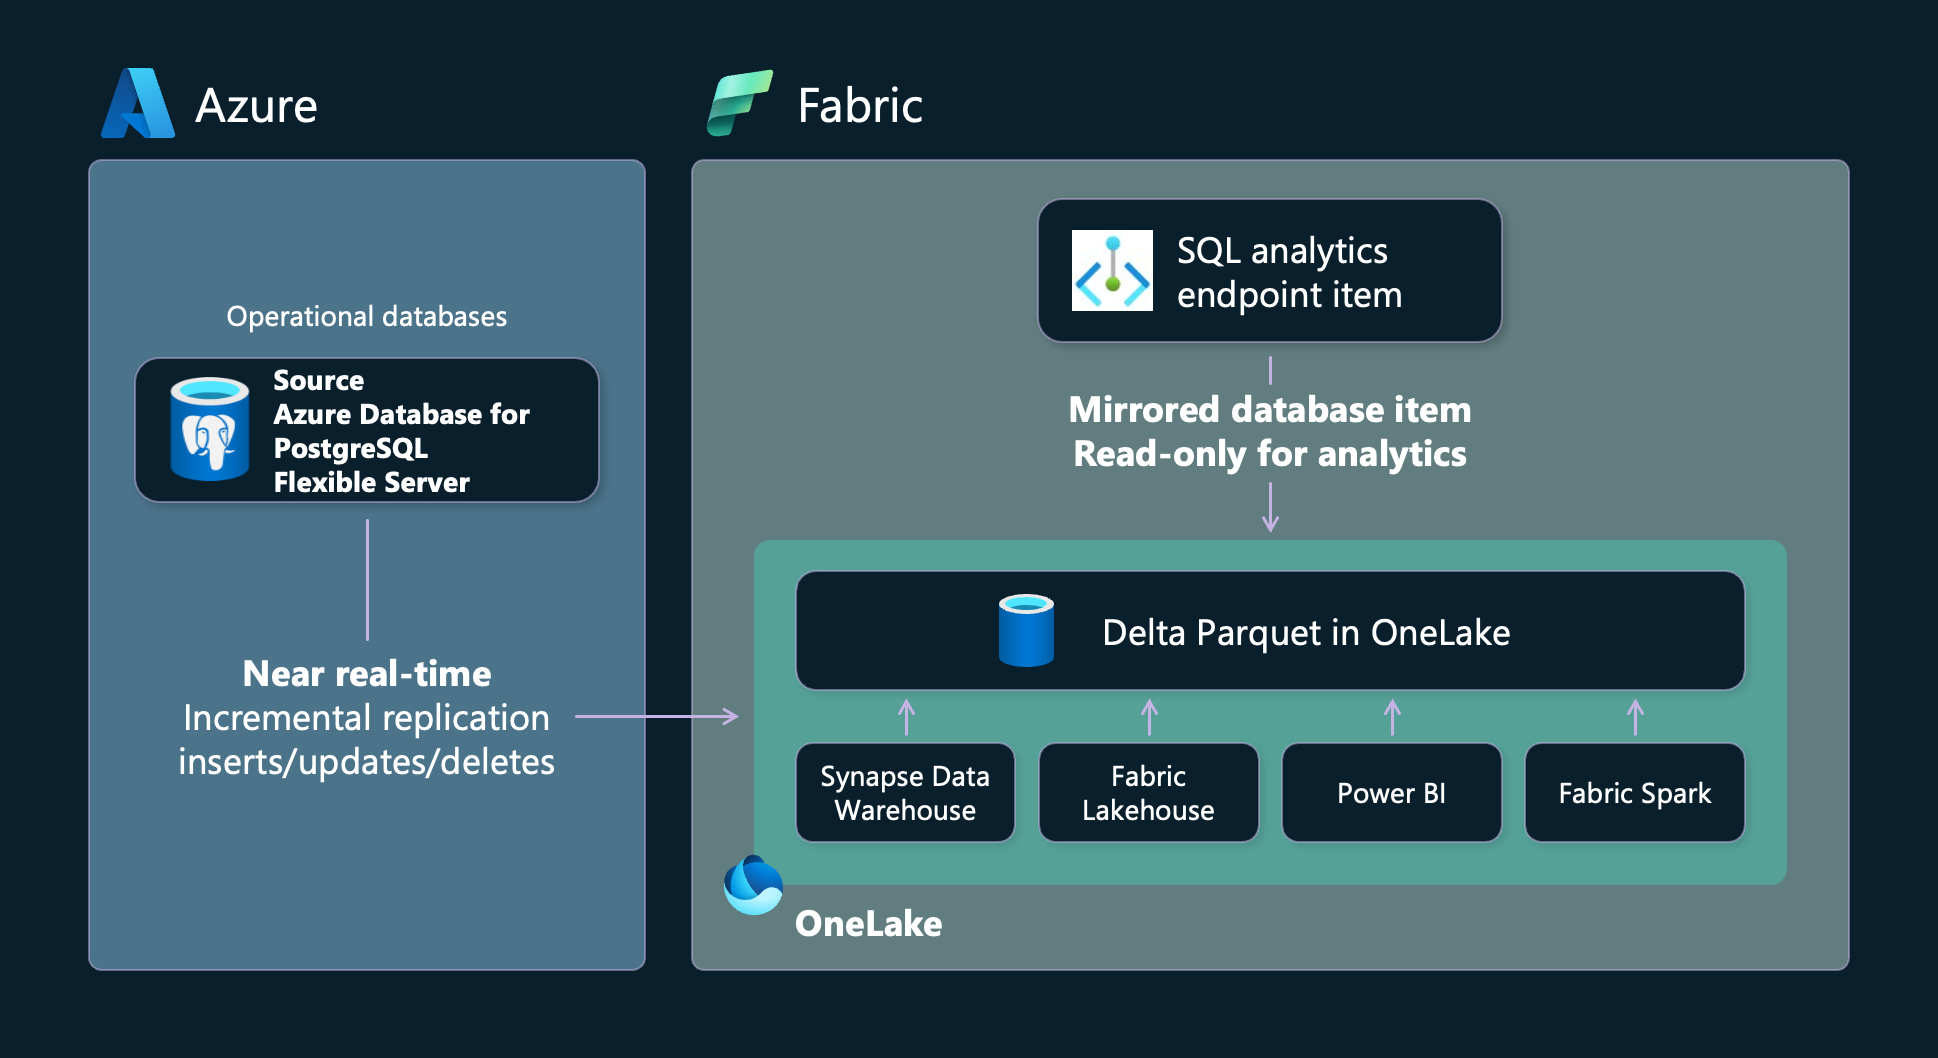 Azure
Operational databases
Source
Azure Database for
PostgreSQL
Flexible Server
Near real-time
Incremental replication
inserts/updates/deletes
Fabric
SQL analytics
endpoint item
Mirrored database item
Read-only for analytics
Delta Parquet in OneLake
Synapse Data
Warehouse
Fabric
Lakehouse
Power BI
Fabric Spark
OneLake